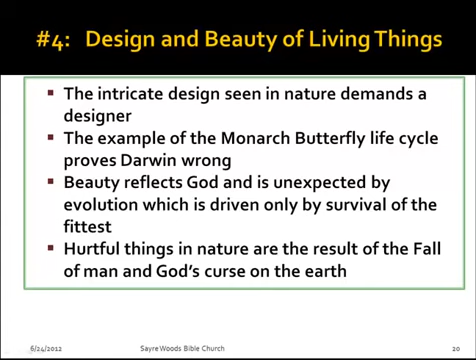 #4: Design and Beauty of Living Things
▪ The intricate design seen in nature demands a
designer
▪ The example of the Monarch Butterfly life cycle
proves Darwin wrong
▪ Beauty reflects God and is unexpected by
evolution which is driven only by survival of the
fittest
▪ Hurtful things in nature are the result of the Fall
of man and God's curse on the earth
6/24/2012 Sayre Woods Bible Church 20